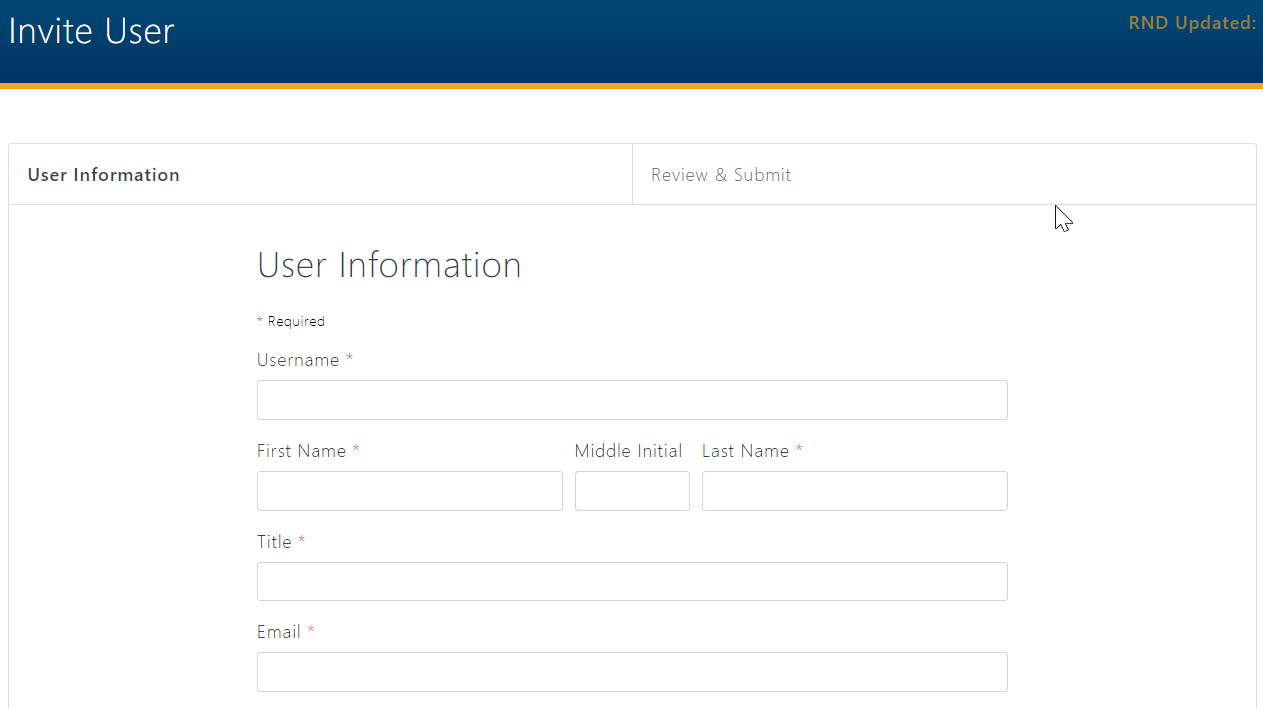 Invite User
RND Updated:
User Information
Review & Submit
User Information
* Required
Username *
First Name * Middle Initial Last Name *
Title *
Email *